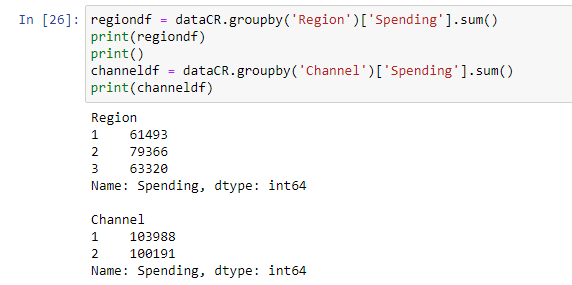 In [26]: regiondf = dataCR.groupby('Region')['Spending'].sum()
print(regiondf)
print()
channeldf = dataCR.groupby('Channel')['Spending'].sum()
print(channeldf)
Region
1    61493
2    79366
3    63320
Name: Spending, dtype: int64
Channel
1    103988
2    100191
Name: Spending, dtype: int64